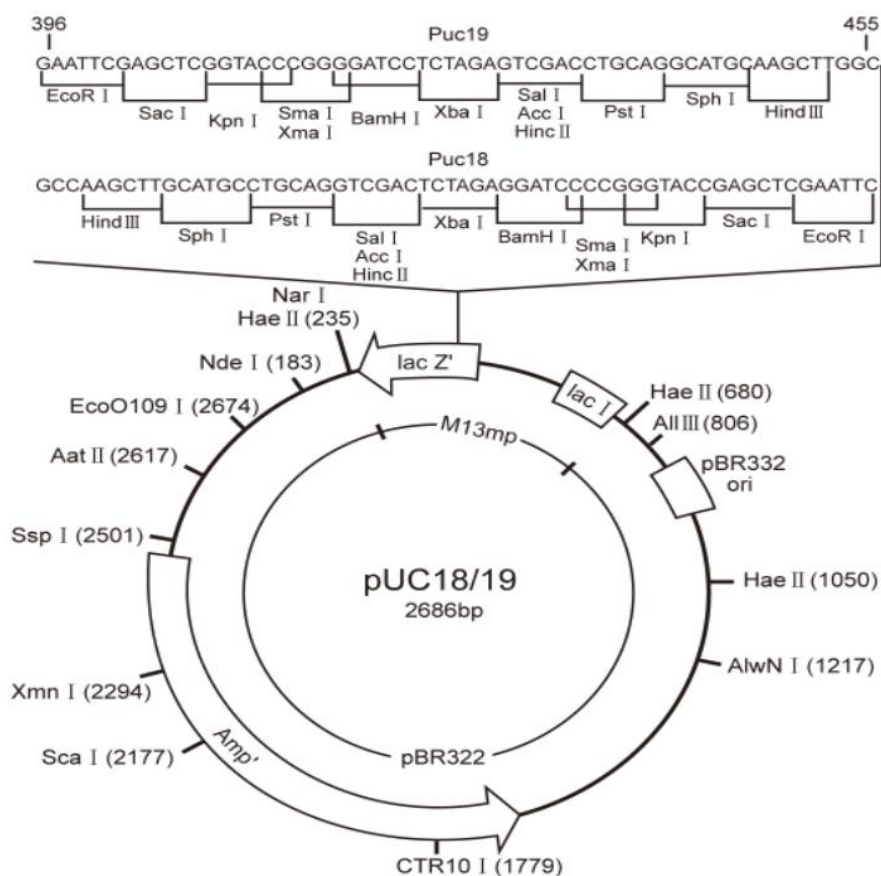 396 455
Puc19
GAATTCGAGCTCGGTACCCGGGGATCCTCTAGAGTCGACCTGCAGGCATGCAAGCTTGGC
EcoR Ⅰ Sac Ⅰ Kpn Ⅰ Sma Ⅰ BamH Ⅰ Xba Ⅰ Sal Ⅰ Pst Ⅰ Sph Ⅰ Hind Ⅲ
Xma Ⅰ Acc Ⅰ
Hinc Ⅱ
Puc18
GCCAAGCTTGCATGCCTGCAGGTCGACTCTAGAGGATCCCCGGGTACCGAGCTCGAATTC
Hind Ⅲ Sph Ⅰ Pst Ⅰ Sal Ⅰ Xba Ⅰ BamH Ⅰ Sma Ⅰ Kpn Ⅰ Sac Ⅰ EcoR Ⅰ
Acc Ⅰ Xma Ⅰ
Hinc Ⅱ
Nar Ⅰ
Hae Ⅱ (235)
lac Z'
Nde Ⅰ (183)
lac Ⅰ
Hae Ⅱ (680)
EcoO109 Ⅰ (2674)
M13mp
All Ⅲ (806)
Aat Ⅱ (2617)
pBR332
ori
Ssp Ⅰ (2501)
pUC18/19
2686bp
Hae Ⅱ (1050)
AlwN Ⅰ (1217)
Xmn Ⅰ (2294)
Sca Ⅰ (2177)
Amp'
pBR322
CTR10 Ⅰ (1779)